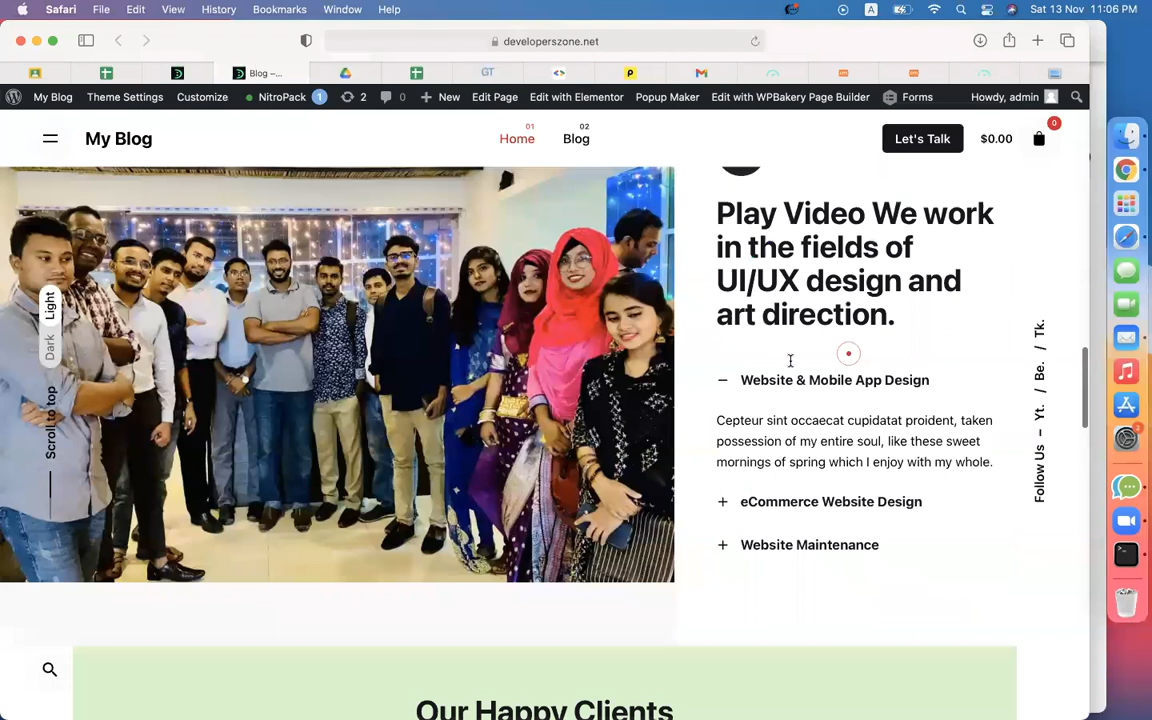 Safari File Edit View History Bookmarks Window Help
A
Sat 13 Nov 11:06 PM
developerszone.net
Blog –...
GT
My Blog Theme Settings Customize NitroPack 1 2 0 New Edit Page Edit with Elementor Popup Maker Edit with WPBakery Page Builder Forms Howdy, admin
My Blog
01
Home
02
Blog
Let's Talk
$0.00
0
Play Video We work
in the fields of
UI/UX design and
art direction.
Light
Dark
Scroll to top
Follow Us – Yt. / Be. / Tk.
Website & Mobile App Design
Cepteur sint occaecat cupidatat proident, taken
possession of my entire soul, like these sweet
mornings of spring which I enjoy with my whole.
eCommerce Website Design
Website Maintenance
Our Happy Clients